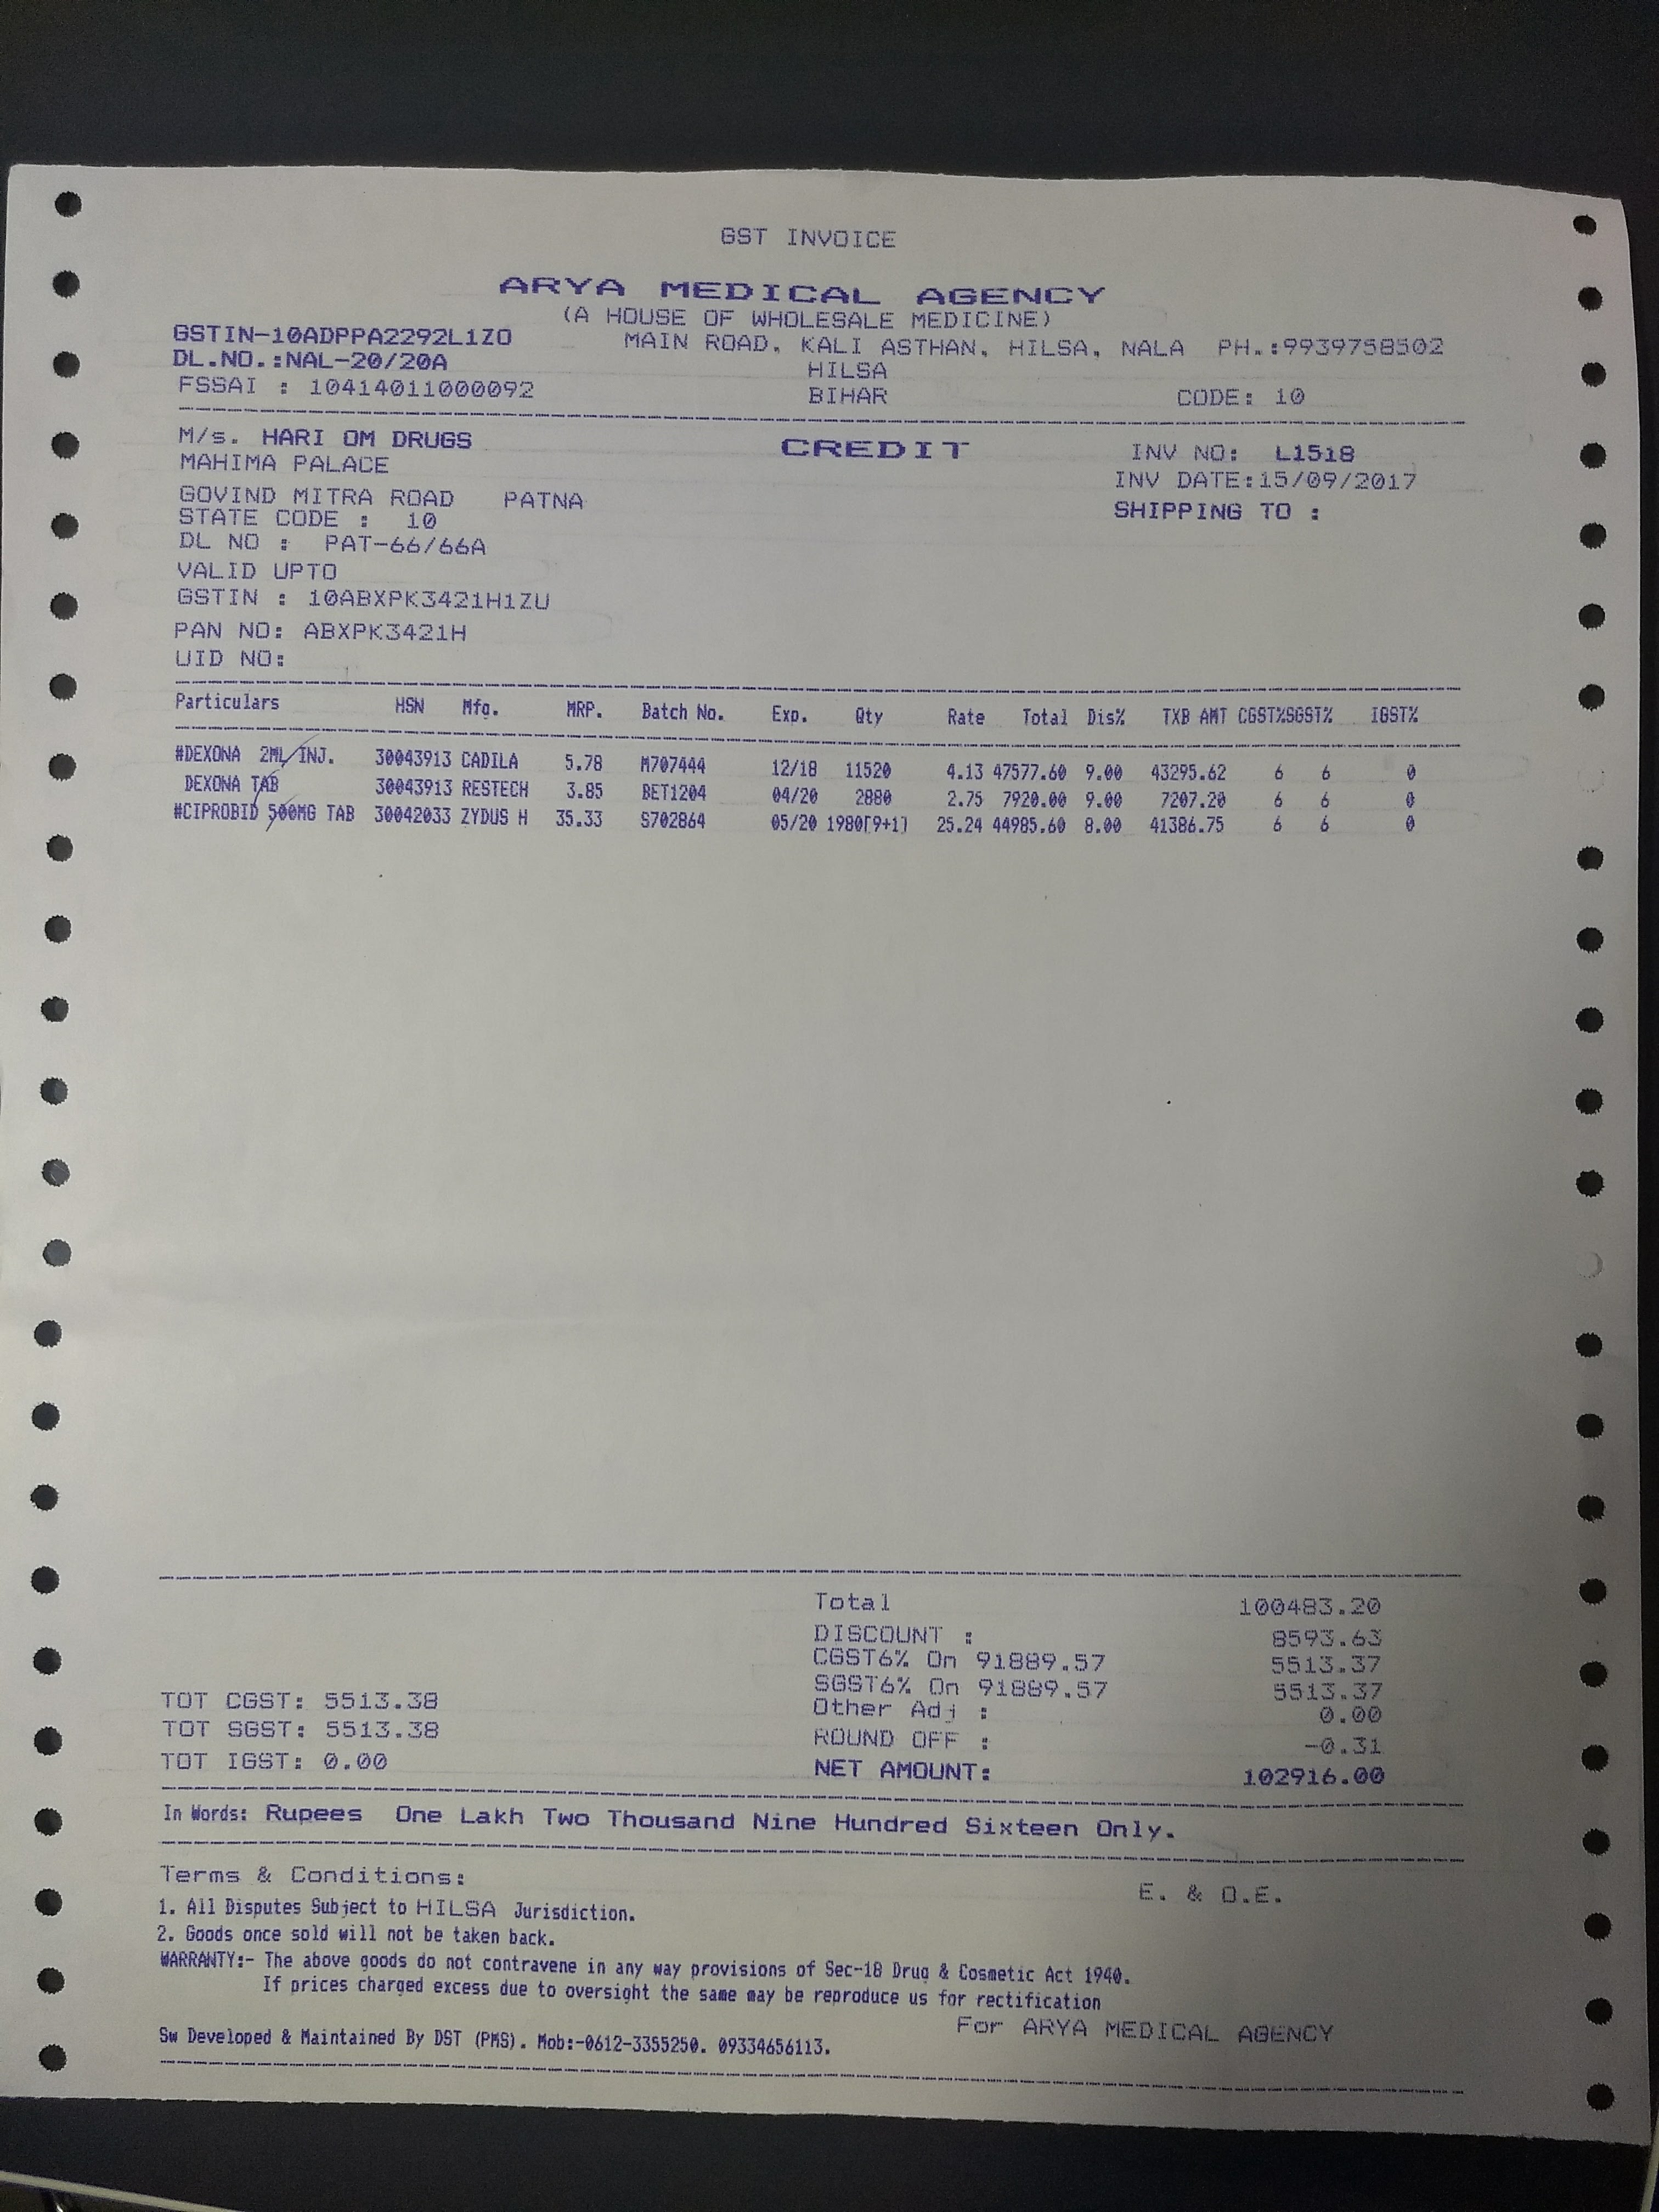 GST INVOICE
ARYA MEDICAL AGENCY
(A HOUSE OF WHOLESALE MEDICINE)
GSTIN-10ADPPA2292L1ZO MAIN ROAD, KALI ASTHAN, HILSA, NALA PH.:9939758502
DL.NO.:NAL-20/20A HILSA
FSSAI : 10414011000092 BIHAR CODE: 10
M/s. HARI OM DRUGS CREDIT INV NO: L1518
MAHIMA PALACE INV DATE:15/09/2017
GOVIND MITRA ROAD PATNA SHIPPING TO :
STATE CODE : 10
DL NO : PAT-66/66A
VALID UPTO
GSTIN : 10ABXPK3421H1ZU
PAN NO: ABXPK3421H
UID NO:
Particulars HSN Mfg. MRP. Batch No. Exp. Qty Rate Total Dis% TXB AMT CGST%SGST% IGST%
#DEXONA 2ML INJ. 30043913 CADILA 5.78 M707444 12/18 11520 4.13 47577.60 9.00 43295.62 6 6 0
DEXONA TAB 30043913 RESTECH 3.85 BET1204 04/20 2880 2.75 7920.00 9.00 7207.20 6 6 0
#CIPROBID 500MG TAB 30042033 ZYDUS H 35.33 S702864 05/20 1980[9+1] 25.24 44985.60 8.00 41386.75 6 6 0
Total 100483.20
DISCOUNT : 8593.63
CGST6% On 91889.57 5513.37
SGST6% On 91889.57 5513.37
TOT CGST: 5513.38 Other Adj : 0.00
TOT SGST: 5513.38 ROUND OFF : -0.31
TOT IGST: 0.00 NET AMOUNT: 102916.00
In Words: Rupees One Lakh Two Thousand Nine Hundred Sixteen Only.
Terms & Conditions: E. & O.E.
1. All Disputes Subject to HILSA Jurisdiction.
2. Goods once sold will not be taken back.
WARRANTY:- The above goods do not contravene in any way provisions of Sec-18 Drug & Cosmetic Act 1940.
If prices charged excess due to oversight the same may be reproduce us for rectification
For ARYA MEDICAL AGENCY
Sw Developed & Maintained By DST (PMS). Mob:-0612-3355250. 09334656113.